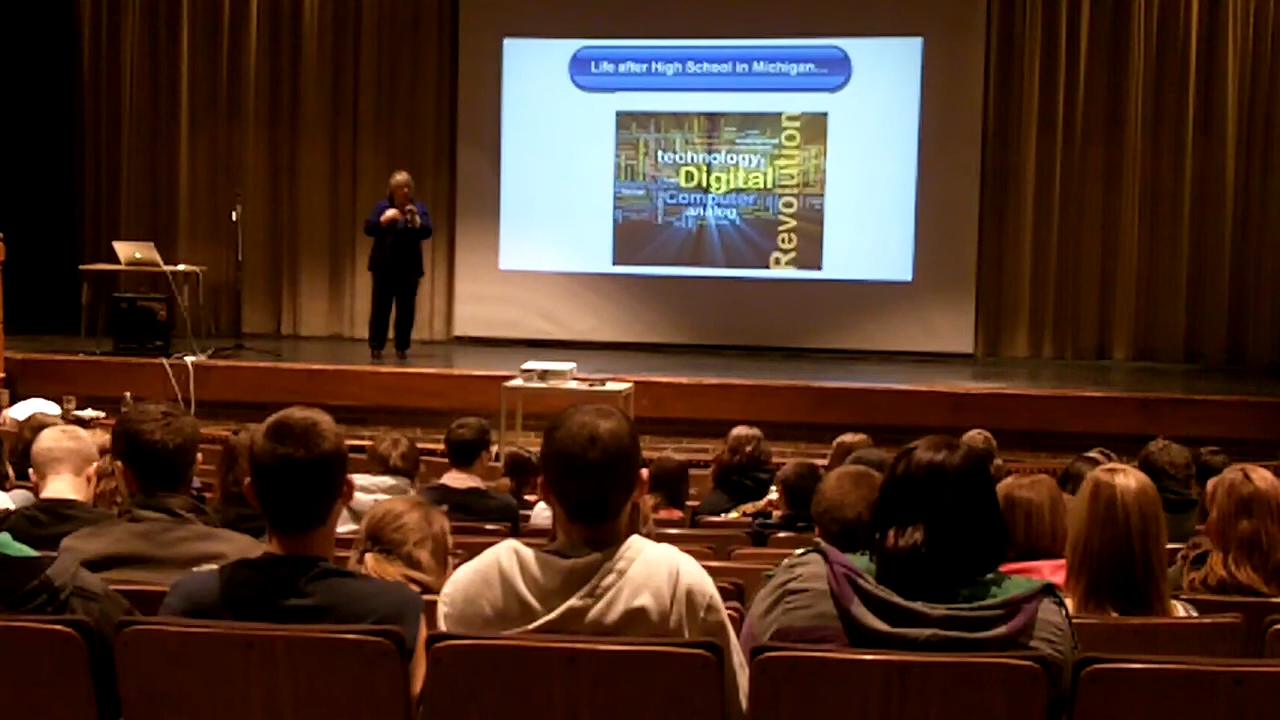 Life after High School in Michigan...
technology
Digital
Computer
analog
Revolution